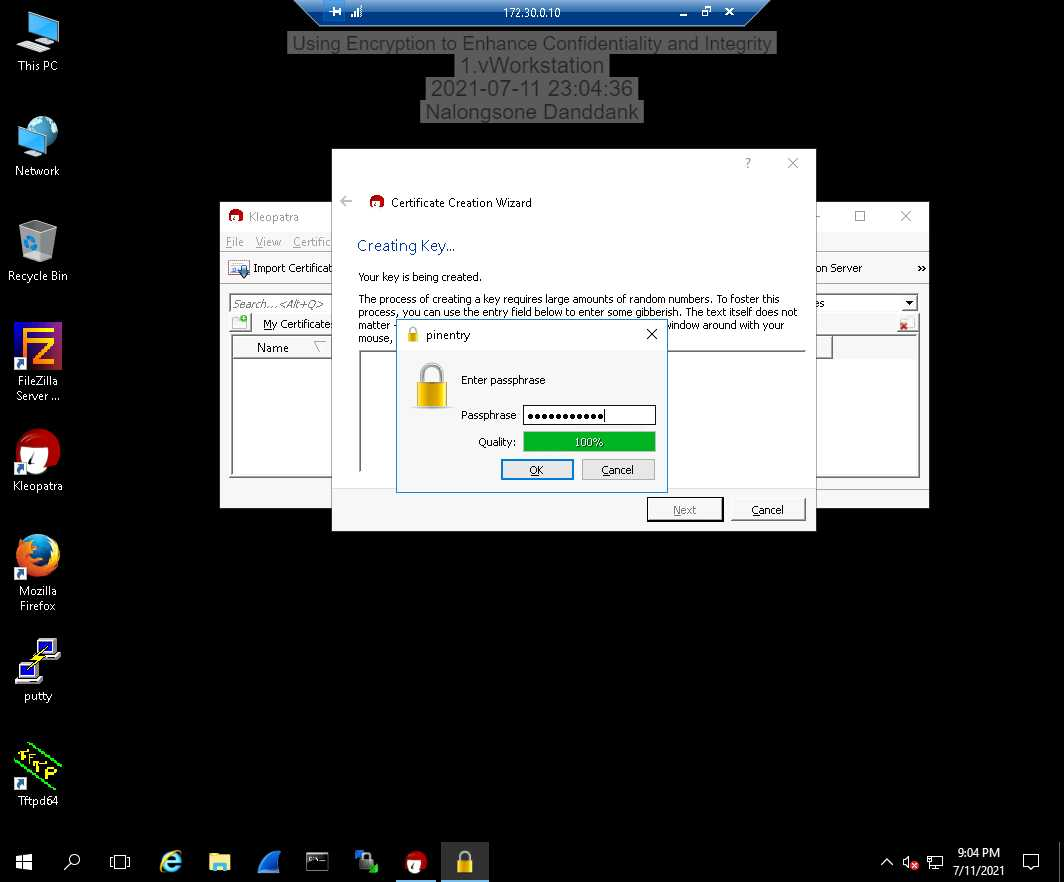 172.30.0.10
Using Encryption to Enhance Confidentiality and Integrity
1.vWorkstation
2021-07-11 23:04:36
Nalongsone Danddank
This PC
Network
Recycle Bin
FileZilla
Server ...
Kleopatra
Mozilla
Firefox
putty
Tftpd64
?
Certificate Creation Wizard
Creating Key...
Your key is being created.
The process of creating a key requires large amounts of random numbers. To foster this
process, you can use the entry field below to enter some gibberish. The text itself does not
matter -
window around with your
mouse,
Next
Cancel
Kleopatra
File View Certific
Import Certificat
on Server
»
Search...<Alt+Q>
es
My Certificates
Name
pinentry
Enter passphrase
Passphrase
●●●●●●●●●●●
Quality:
100%
OK
Cancel
9:04 PM
7/11/2021